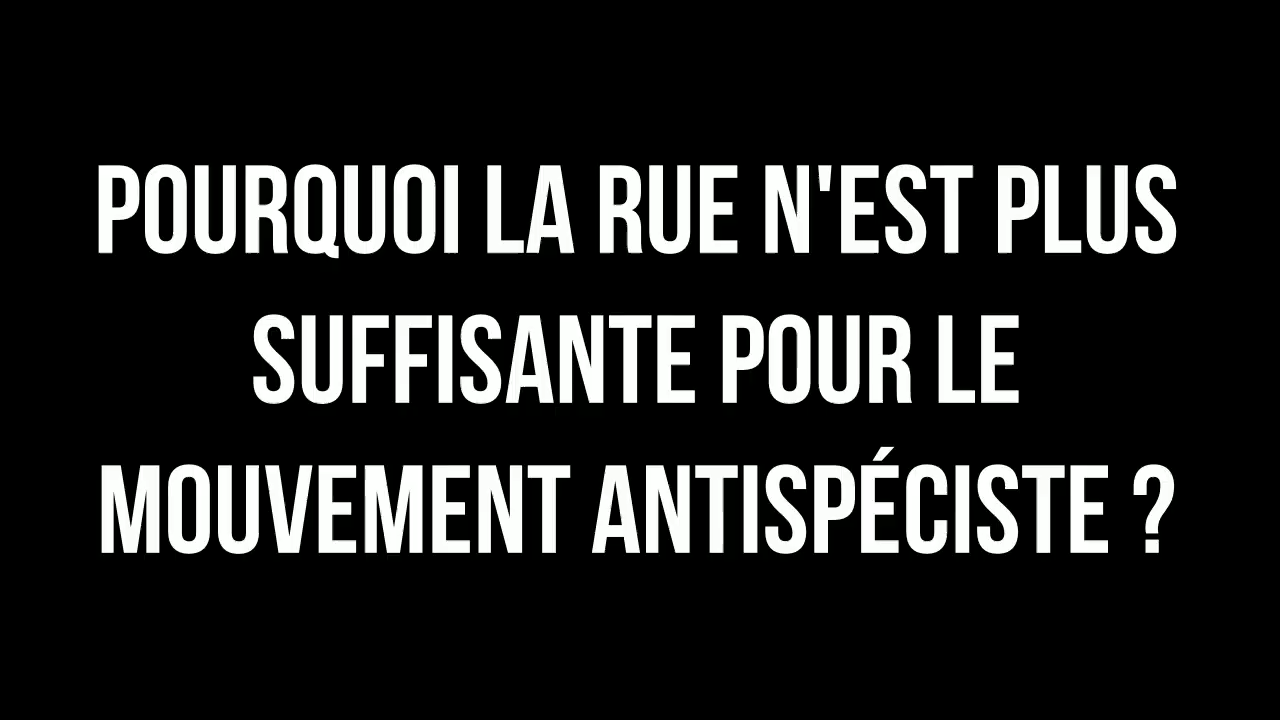 POURQUOI LA RUE N'EST PLUS
SUFFISANTE POUR LE
MOUVEMENT ANTISPÉCISTE ?